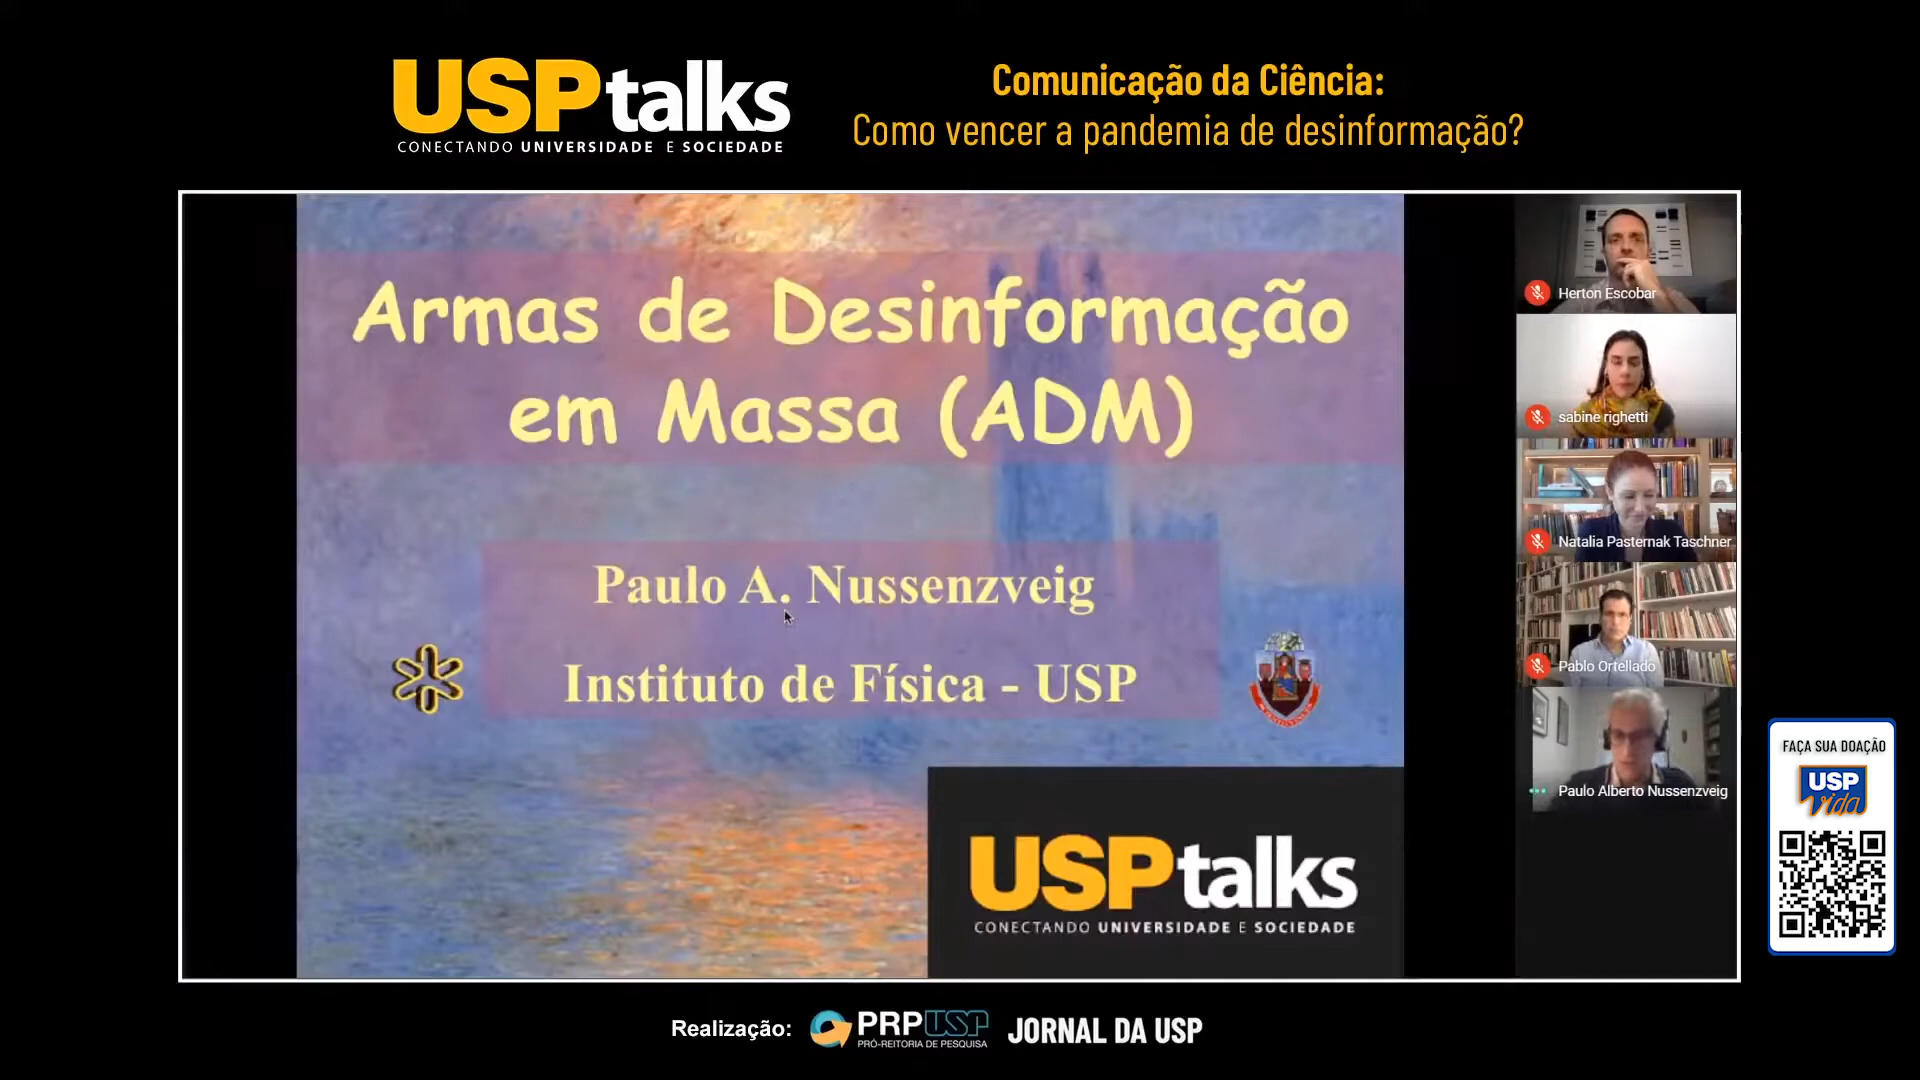 USPtalks
CONECTANDO UNIVERSIDADE E SOCIEDADE
Comunicação da Ciência:
Como vencer a pandemia de desinformação?
Armas de Desinformação
em Massa (ADM)
Paulo A. Nussenzveig
Instituto de Física - USP
USPtalks
CONECTANDO UNIVERSIDADE E SOCIEDADE
Herton Escobar
sabine righetti
Natalia Pasternak Taschner
Pablo Ortellado
Paulo Alberto Nussenzveig
FAÇA SUA DOAÇÃO
USP
vida
Realização:
PRPUSP
PRÓ-REITORIA DE PESQUISA
JORNAL DA USP